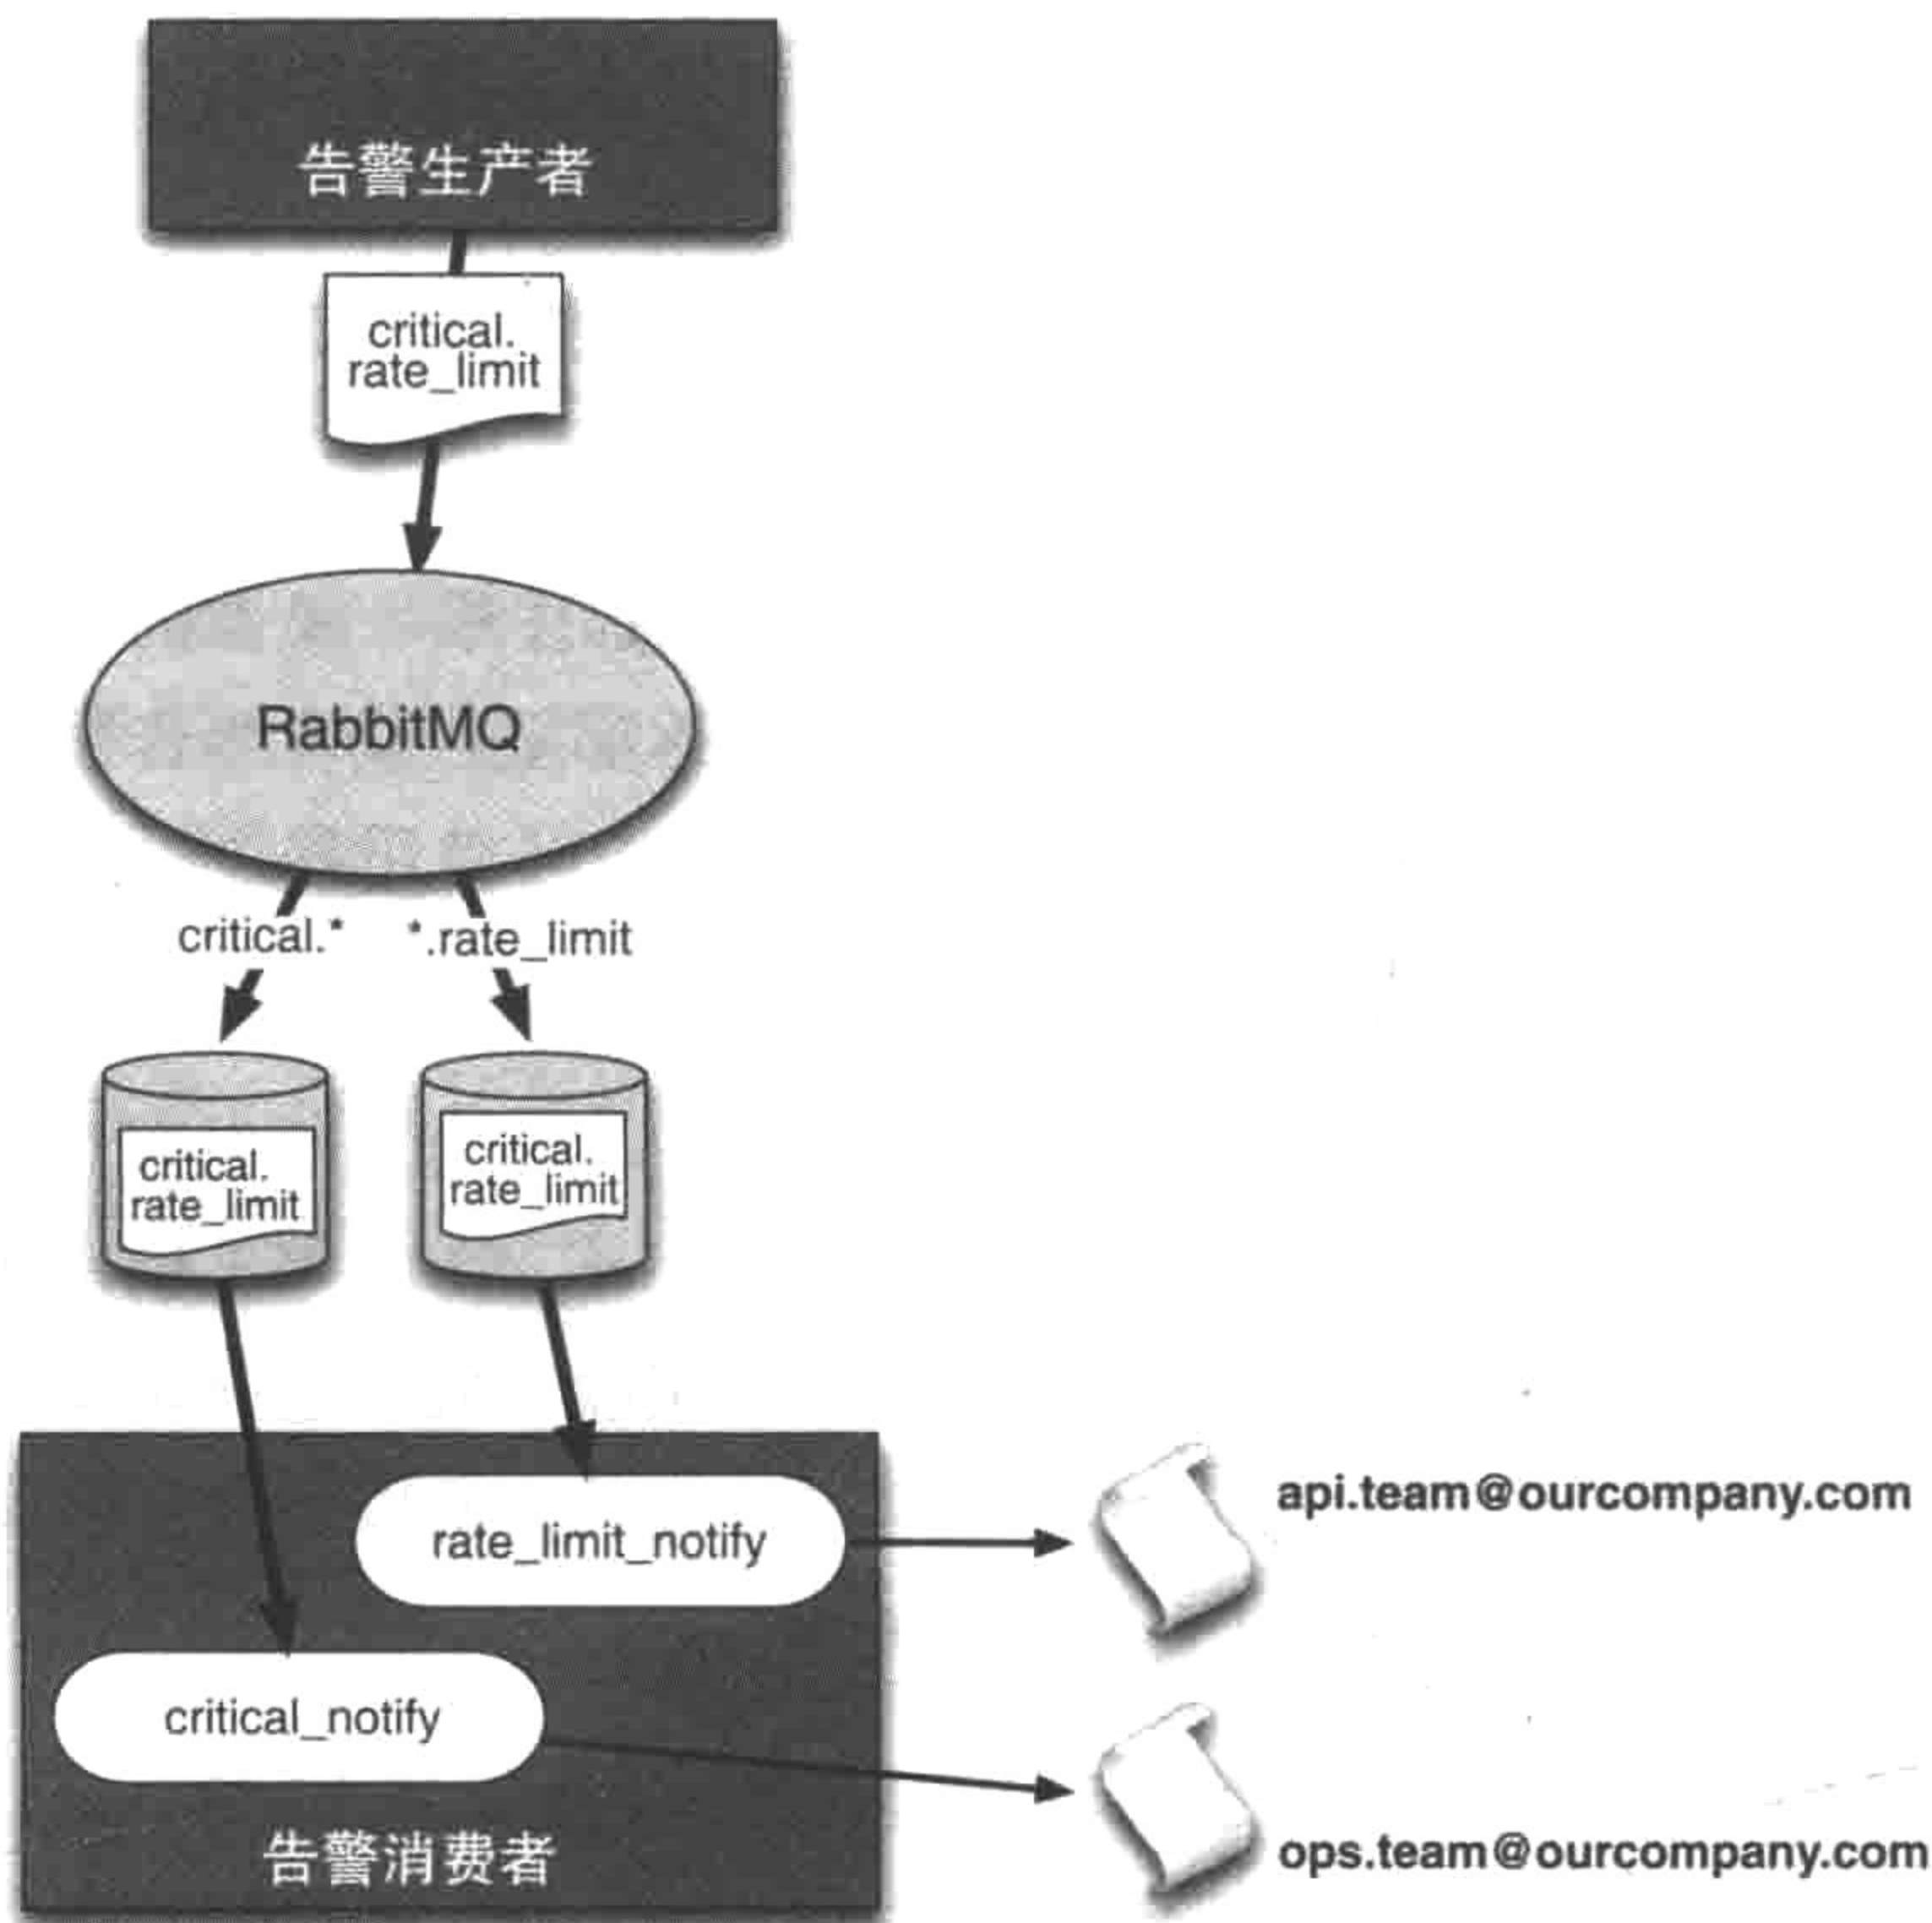 告警生产者
critical.
rate_limit
RabbitMQ
critical.* *.rate_limit
critical.
rate_limit
critical.
rate_limit
rate_limit_notify
api.team@ourcompany.com
critical_notify
ops.team@ourcompany.com
告警消费者